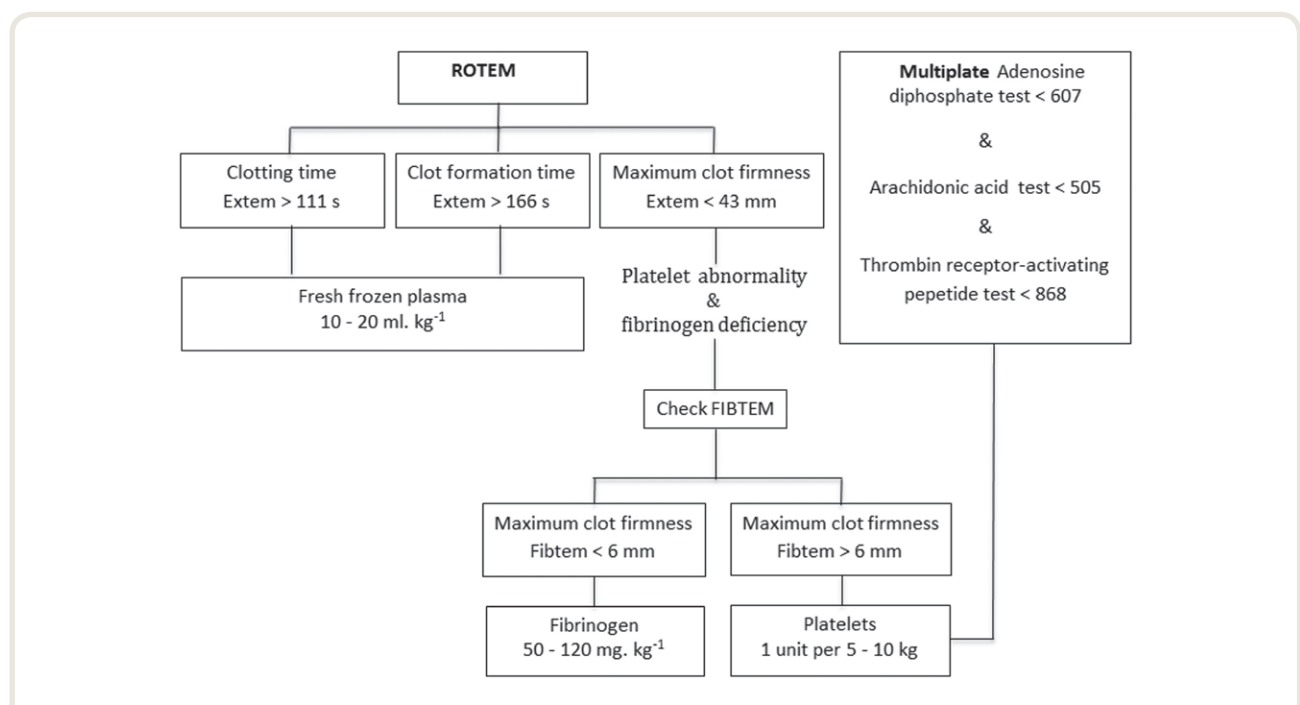 ROTEM
Clotting time
Extem > 111 s
Clot formation time
Extem > 166 s
Maximum clot firmness
Extem < 43 mm
Fresh frozen plasma
10 - 20 ml. kg⁻¹
Platelet abnormality
&
fibrinogen deficiency
Check FIBTEM
Maximum clot firmness
Fibtem < 6 mm
Maximum clot firmness
Fibtem > 6 mm
Fibrinogen
50 - 120 mg. kg⁻¹
Platelets
1 unit per 5 - 10 kg
Multiplate Adenosine
diphosphate test < 607
&
Arachidonic acid test < 505
&
Thrombin receptor-activating
pepetide test < 868